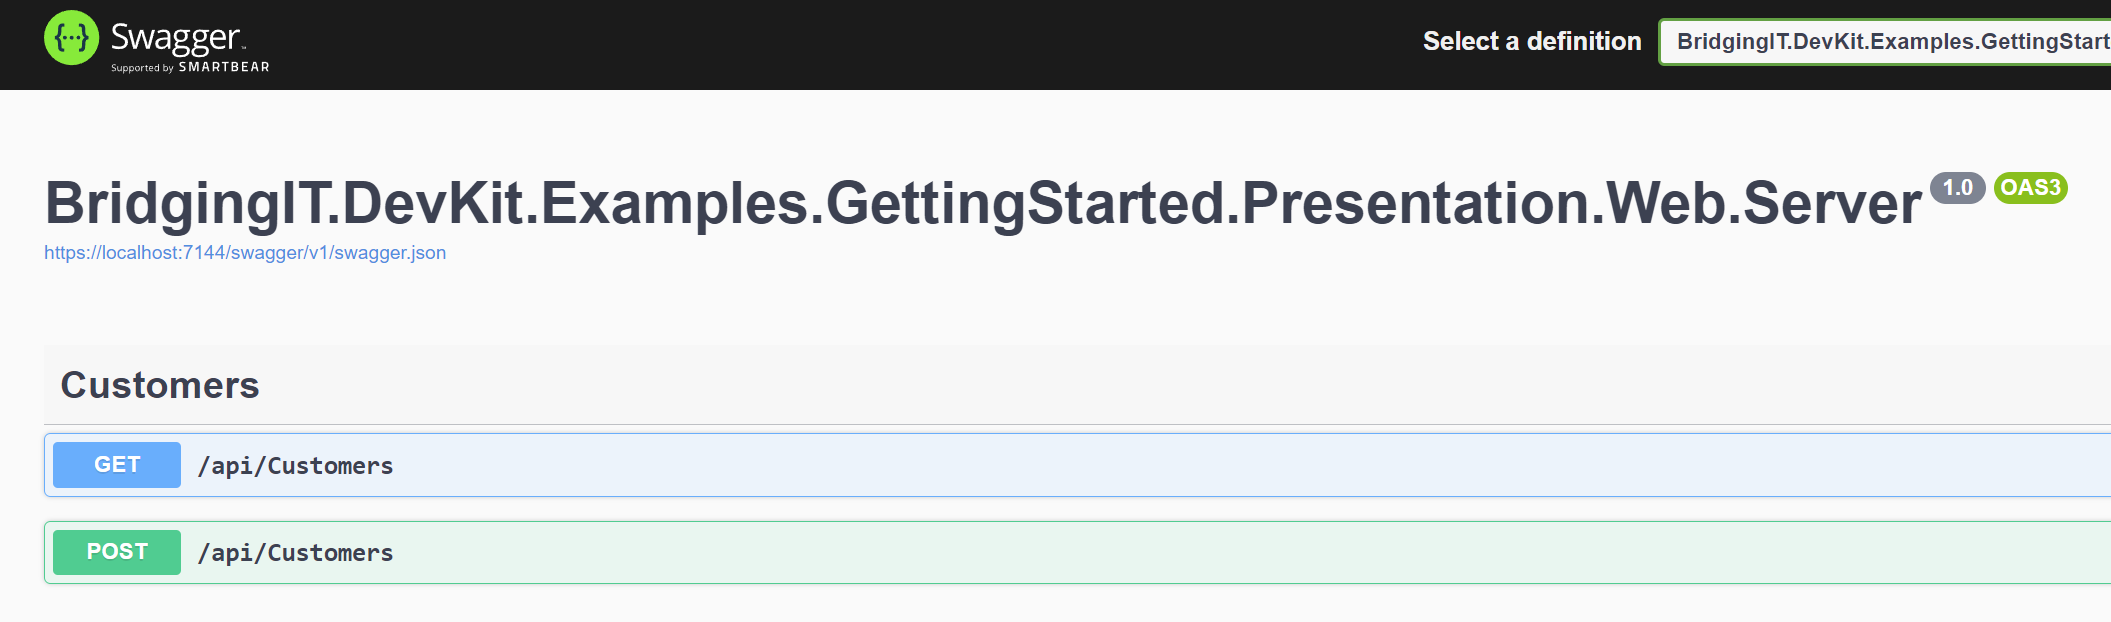 {···} Swagger™
Supported by SMARTBEAR
Select a definition
BridgingIT.DevKit.Examples.GettingStart
BridgingIT.DevKit.Examples.GettingStarted.Presentation.Web.Server 1.0 OAS3
https://localhost:7144/swagger/v1/swagger.json
Customers
GET /api/Customers
POST /api/Customers